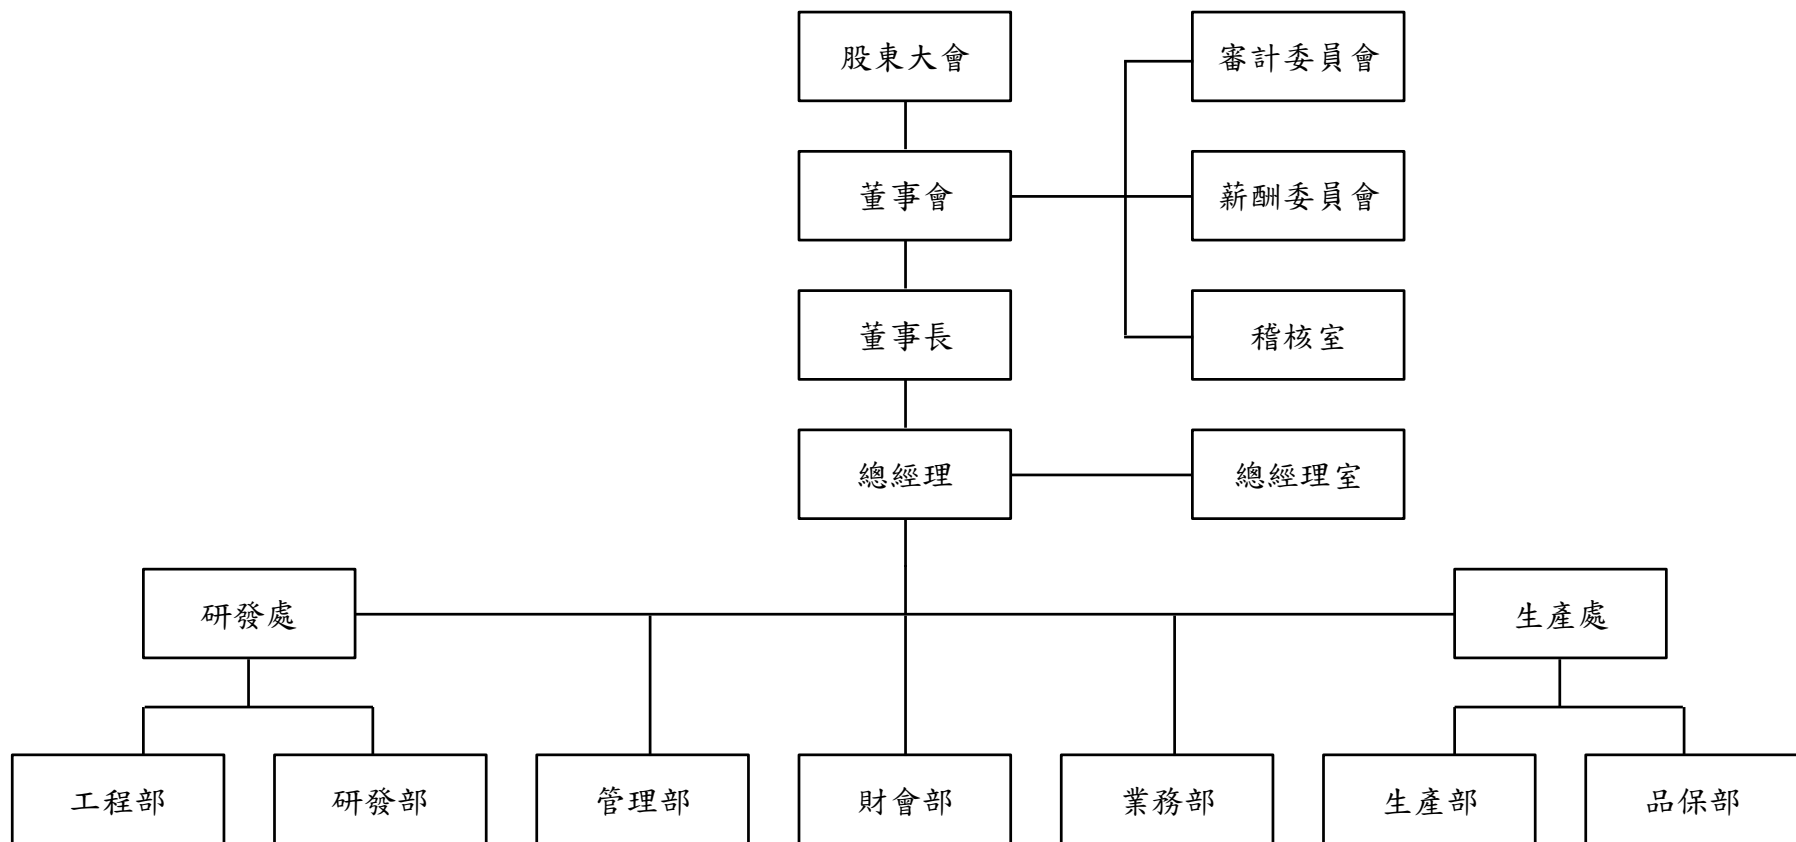 股東大會
審計委員會
董事會
薪酬委員會
董事長
稽核室
總經理
總經理室
研發處
生產處
工程部
研發部
管理部
財會部
業務部
生產部
品保部